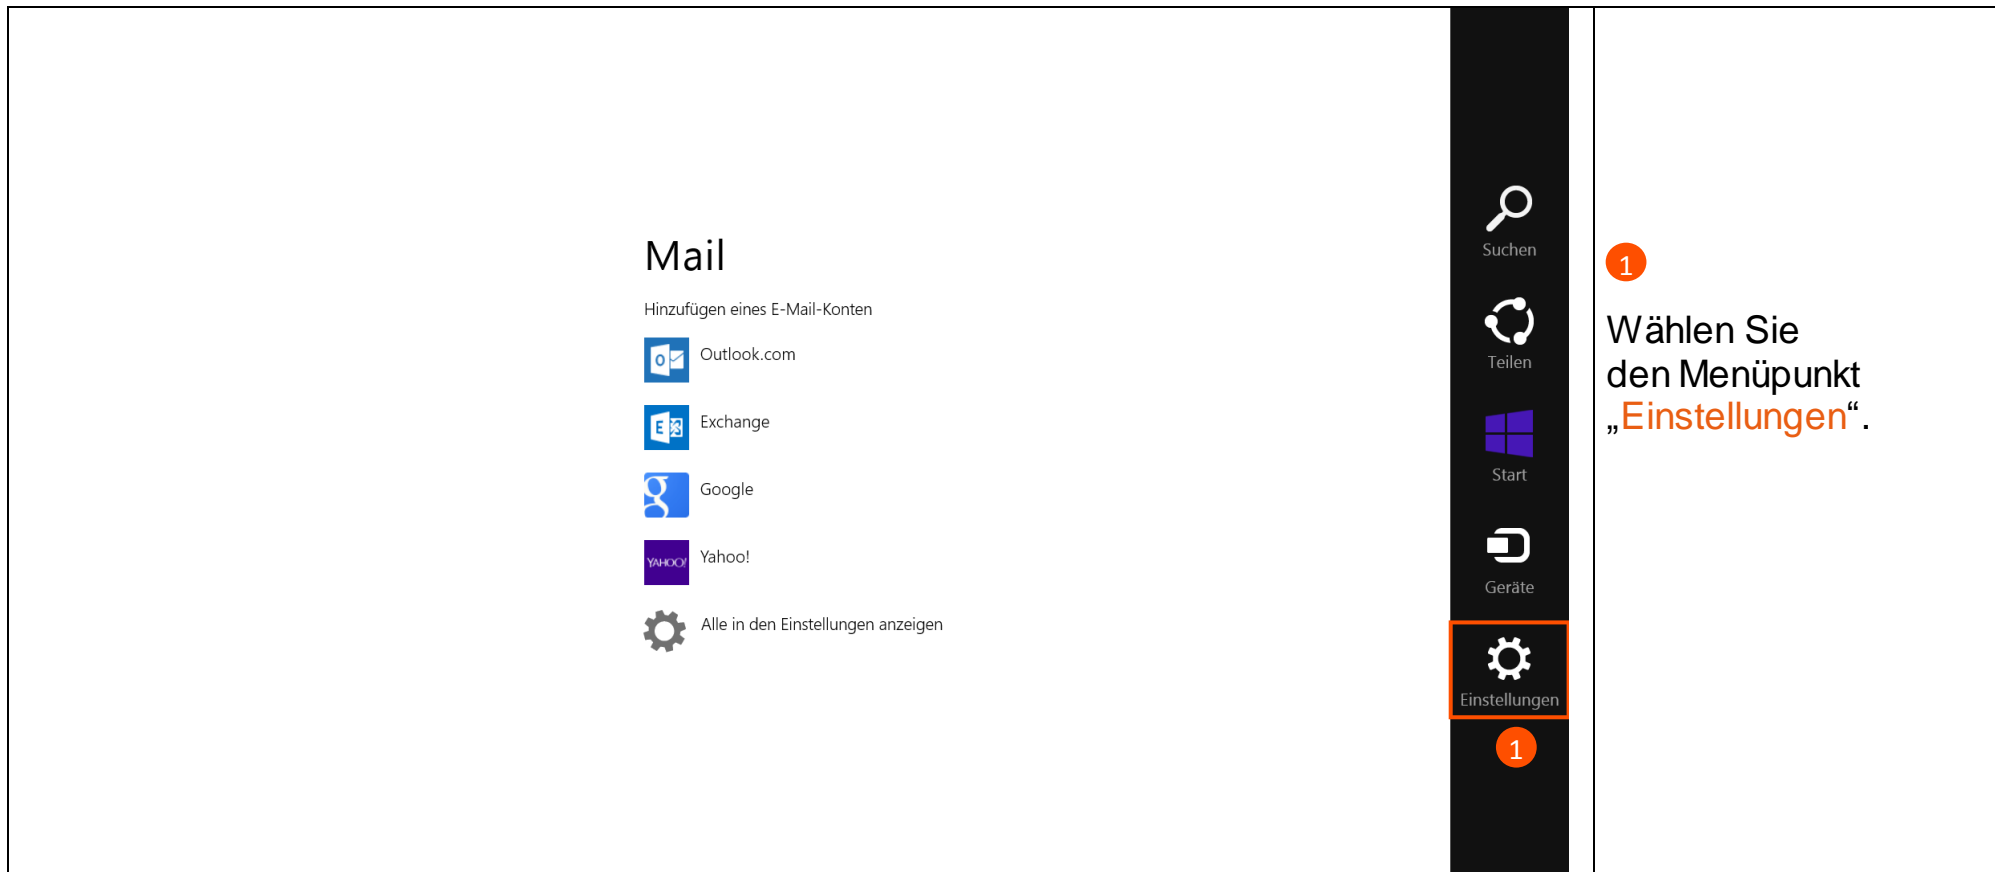 Mail
Hinzufügen eines E-Mail-Konten
Outlook.com
Exchange
Google
YAHOO! Yahoo!
Alle in den Einstellungen anzeigen
Suchen
Teilen
Start
Geräte
Einstellungen
1
1
Wählen Sie
den Menüpunkt
„Einstellungen“.